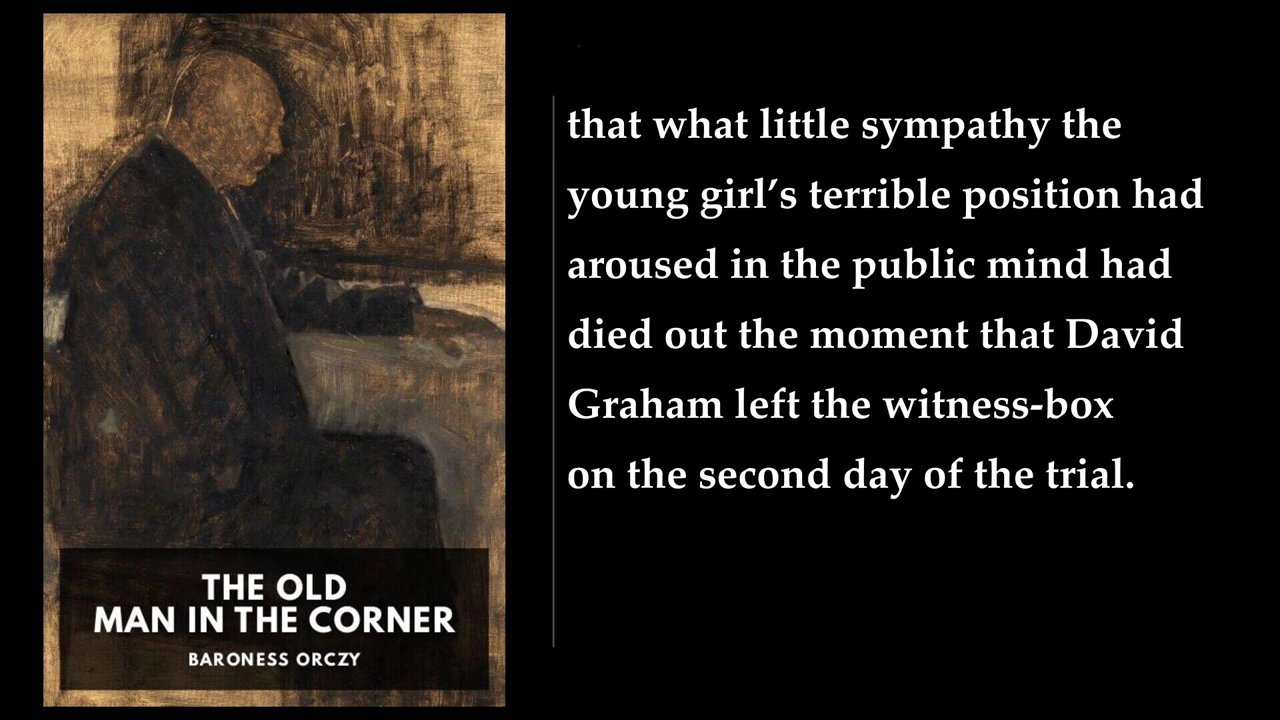 THE OLD
MAN IN THE CORNER
BARONESS ORCZY
that what little sympathy the
young girl’s terrible position had
aroused in the public mind had
died out the moment that David
Graham left the witness-box
on the second day of the trial.